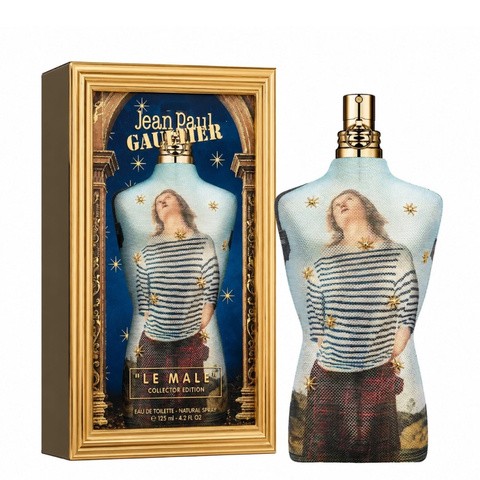 Jean Paul
GAULTIER
"LE MALE"
COLLECTOR EDITION
EAU DE TOILETTE - NATURAL SPRAY
℮ 125 ml - 4.2 FL OZ